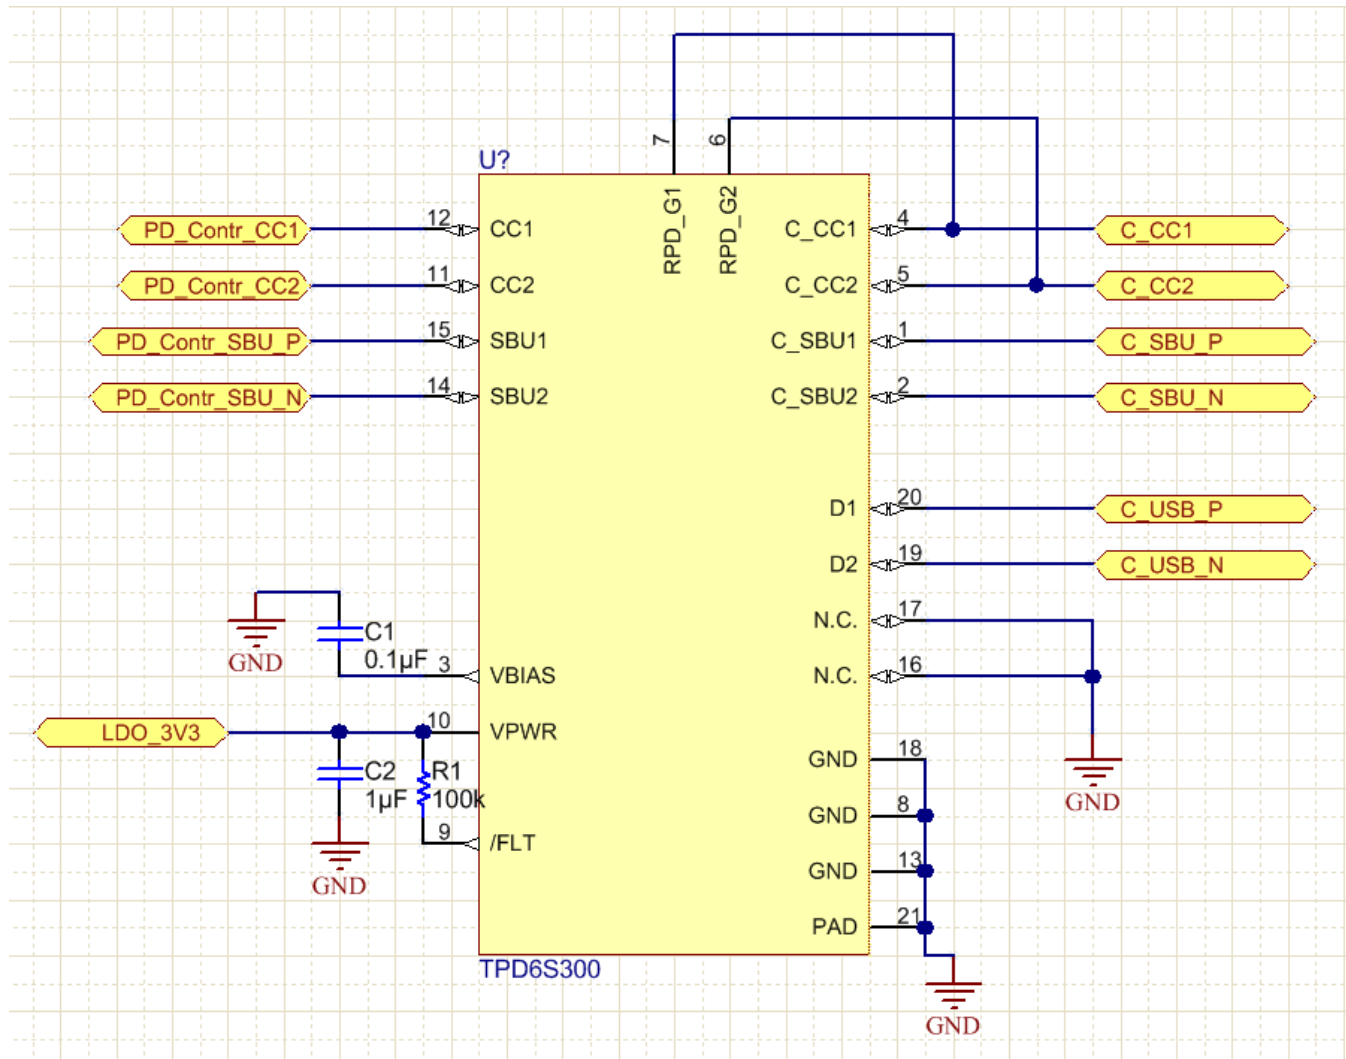 7
6
U?
RPD_G1
RPD_G2
PD_Contr_CC1 12 CC1 C_CC1 4 C_CC1
PD_Contr_CC2 11 CC2 C_CC2 5 C_CC2
PD_Contr_SBU_P 15 SBU1 C_SBU1 1 C_SBU_P
PD_Contr_SBU_N 14 SBU2 C_SBU2 2 C_SBU_N
D1 20 C_USB_P
D2 19 C_USB_N
N.C. 17
C1
0.1µF
GND
3 VBIAS N.C. 16
LDO_3V3 10 VPWR
GND 18
C2
1µF
R1
100k
GND
GND 8
9 /FLT
GND
GND 13
PAD 21
TPD6S300
GND